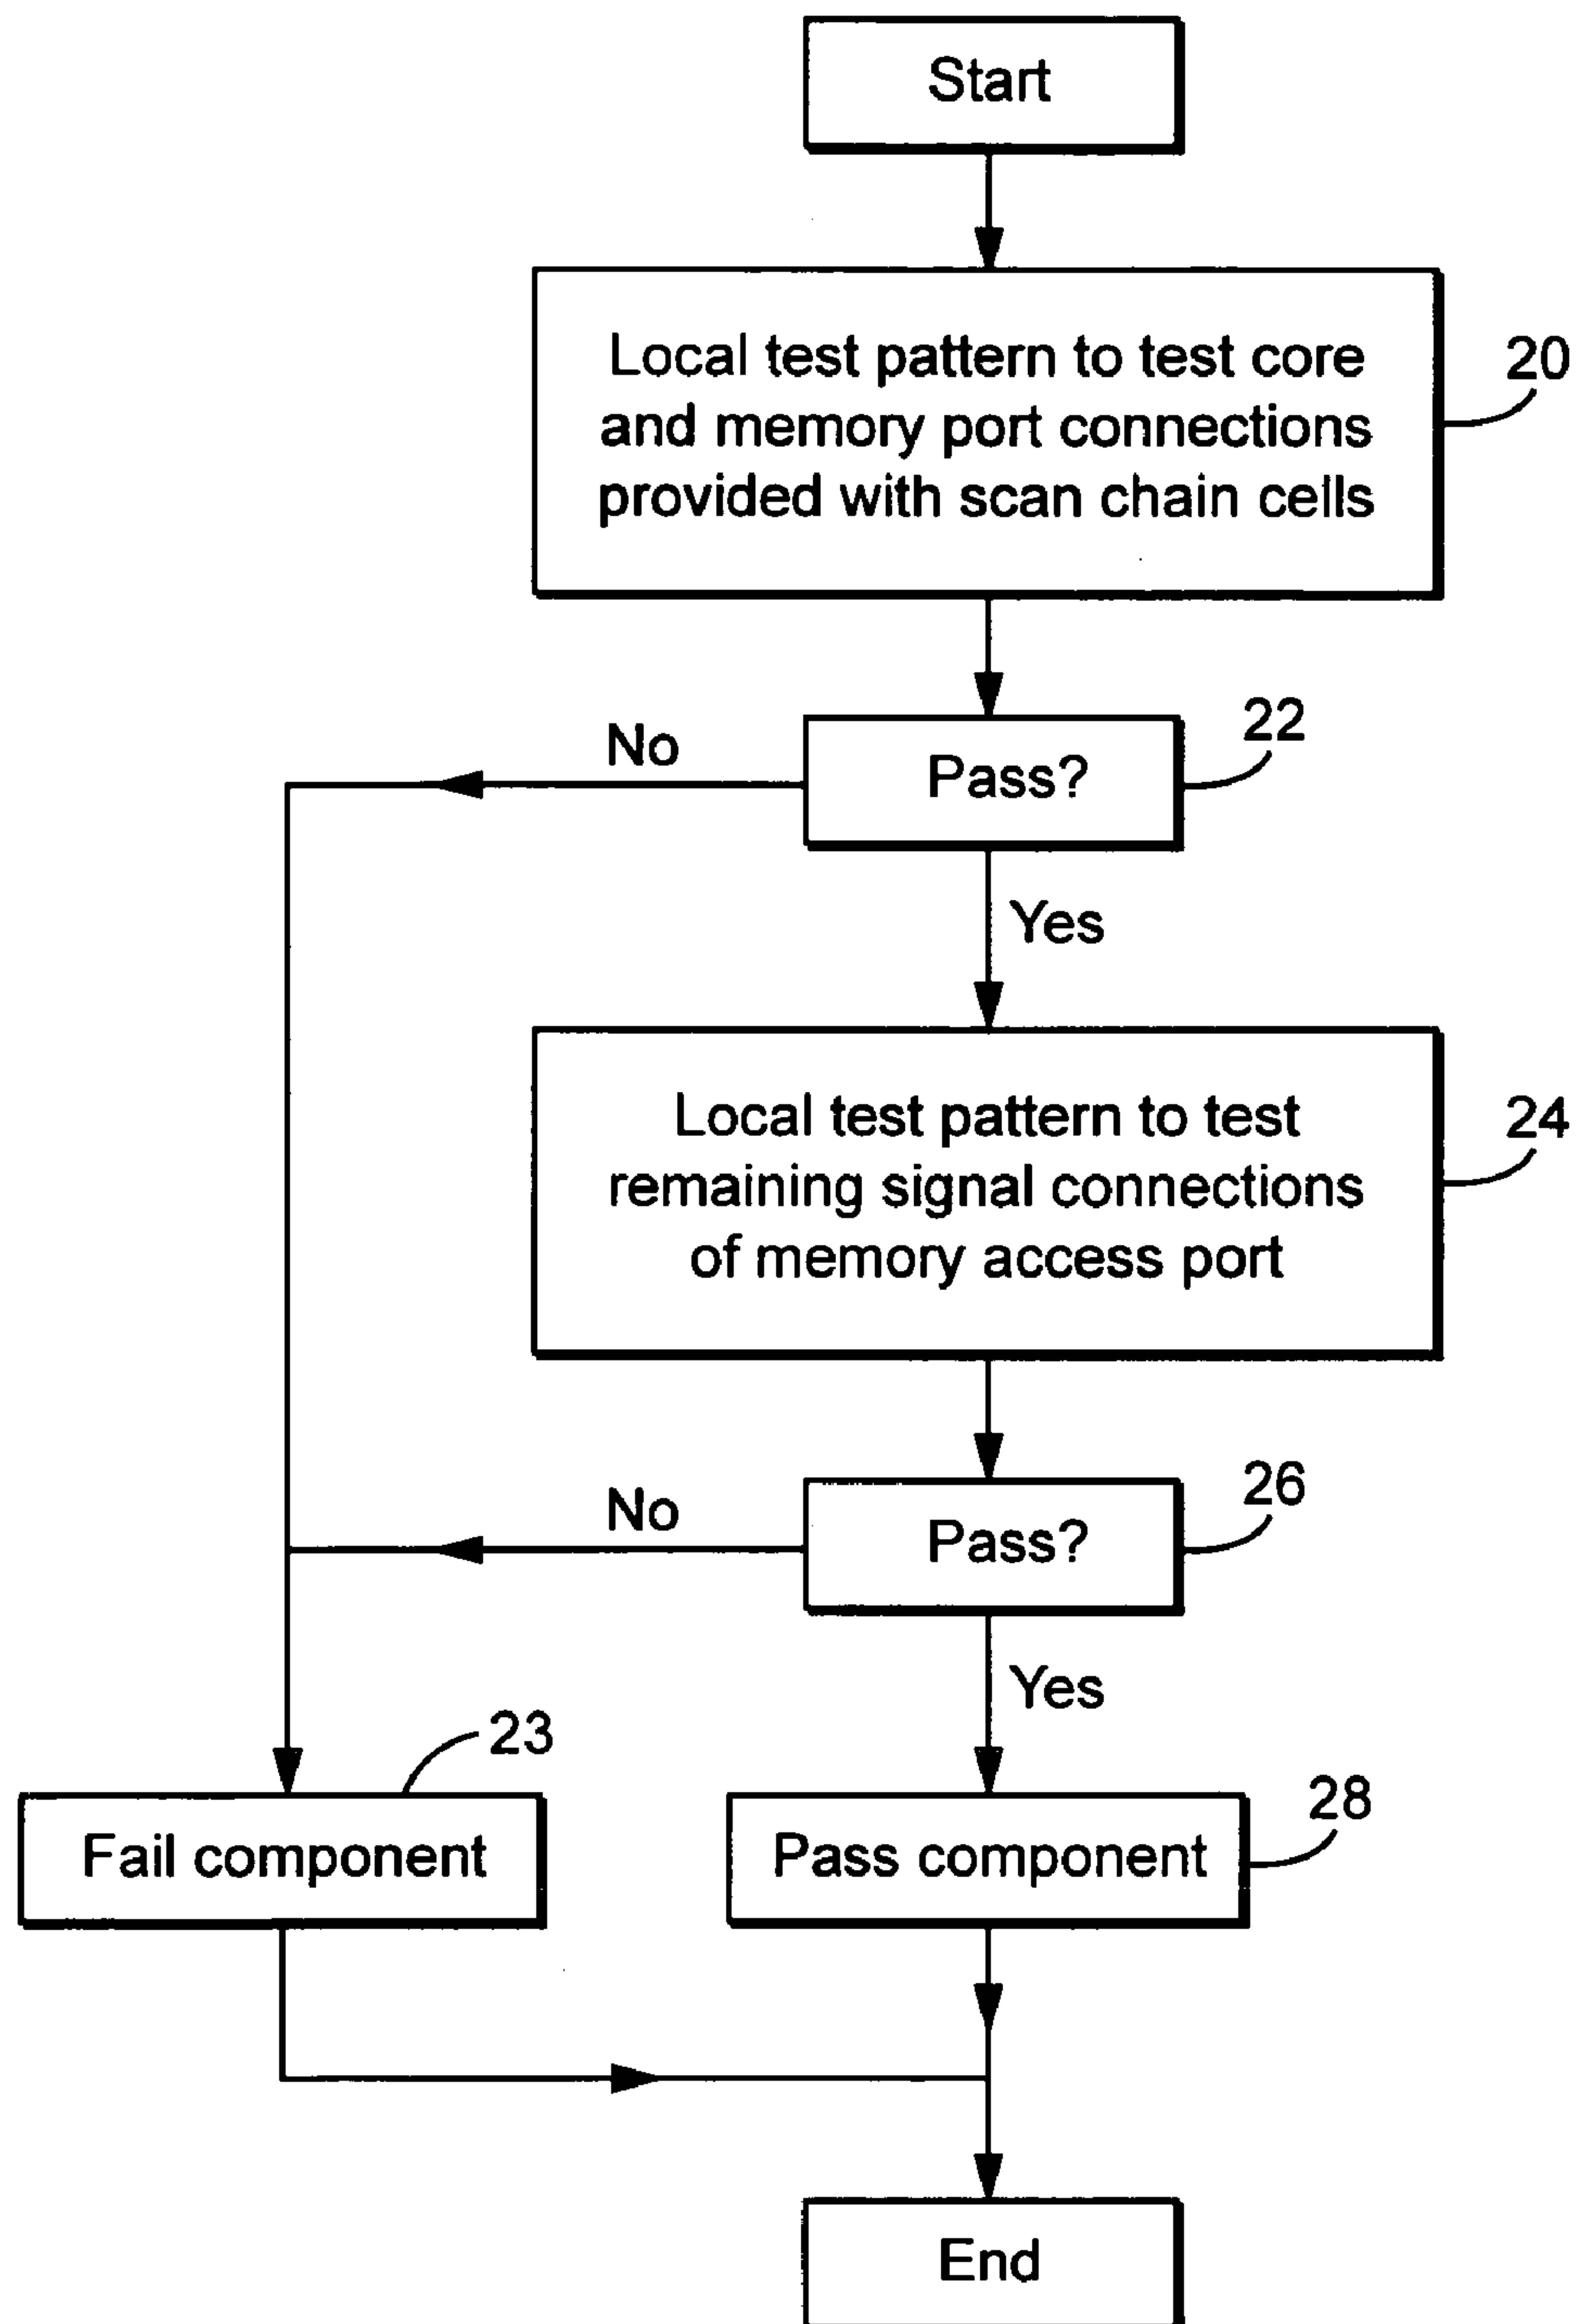 Start
Local test pattern to test core
and memory port connections
provided with scan chain cells
20
No
Pass?
22
Yes
Local test pattern to test
remaining signal connections
of memory access port
24
No
Pass?
26
Yes
23
Fail component
Pass component
28
End